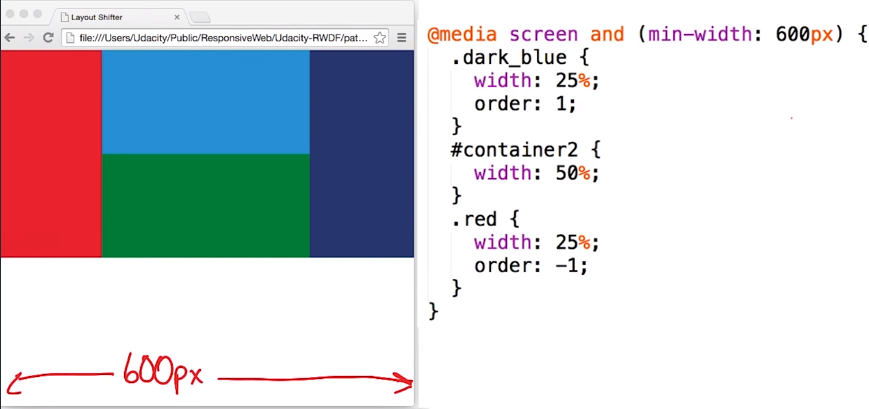 Layout Shifter
file:///Users/Udacity/Public/ResponsiveWeb/Udacity-RWDF/pat...
600px
@media screen and (min-width: 600px) {
.dark_blue {
width: 25%;
order: 1;
}
#container2 {
width: 50%;
}
.red {
width: 25%;
order: -1;
}
}